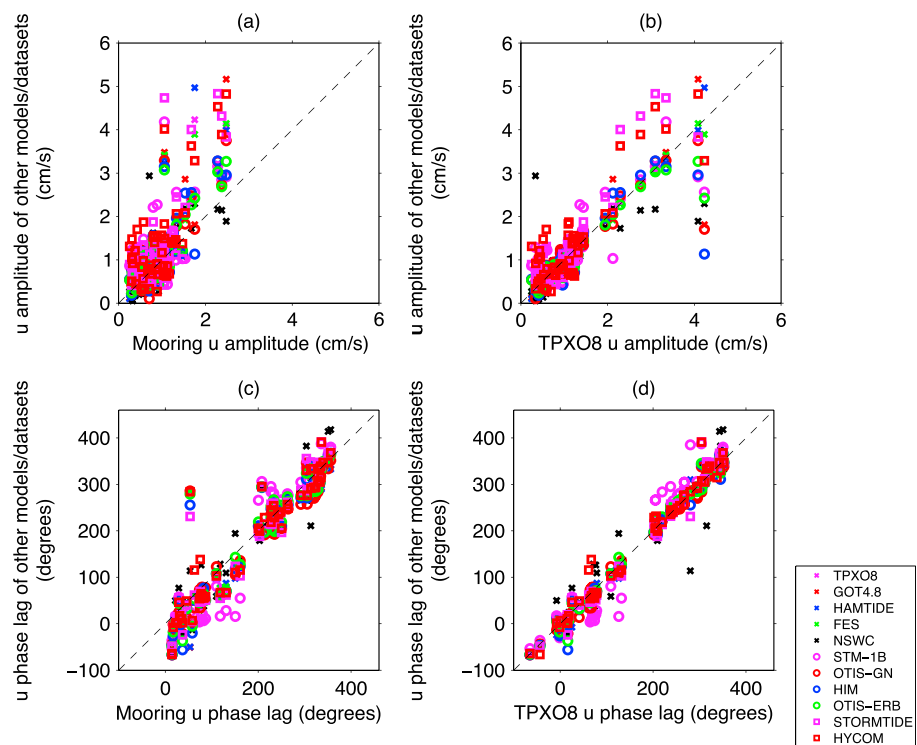 (a)
(b)
6
5
4
3
2
1
0
u amplitude of other models/datasets
(cm/s)
0
2
4
6
Mooring u amplitude (cm/s)
6
5
4
3
2
1
0
u amplitude of other models/datasets
(cm/s)
0
2
4
6
TPXO8 u amplitude (cm/s)
(c)
(d)
400
300
200
100
0
−100
u phase lag of other models/datasets
(degrees)
0
200
400
Mooring u phase lag (degrees)
400
300
200
100
0
−100
u phase lag of other models/datasets
(degrees)
0
200
400
TPXO8 u phase lag (degrees)
TPXO8
GOT4.8
HAMTIDE
FES
NSWC
STM−1B
OTIS−GN
HIM
OTIS−ERB
STORMTIDE
HYCOM